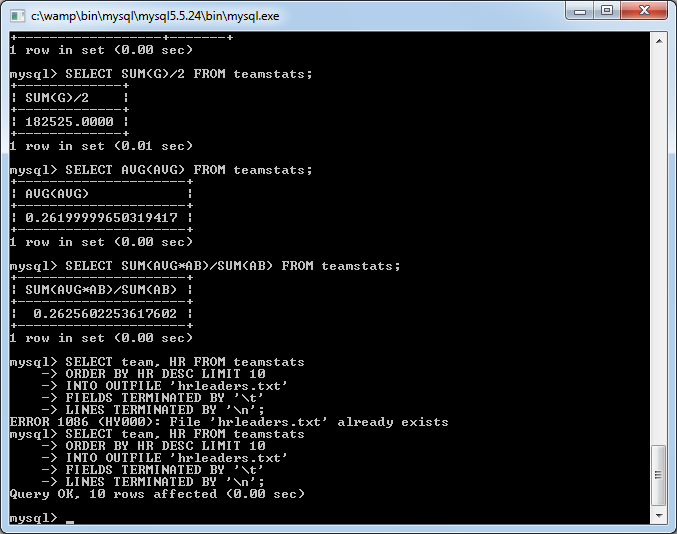 c:\wamp\bin\mysql\mysql5.5.24\bin\mysql.exe
+------------------+-------+
1 row in set (0.00 sec)
mysql> SELECT SUM(G)/2 FROM teamstats;
+-------------+
| SUM(G)/2    |
+-------------+
| 182525.0000 |
+-------------+
1 row in set (0.01 sec)
mysql> SELECT AVG(AVG) FROM teamstats;
+---------------------+
| AVG(AVG)            |
+---------------------+
| 0.26199999650319417 |
+---------------------+
1 row in set (0.00 sec)
mysql> SELECT SUM(AVG*AB)/SUM(AB) FROM teamstats;
+---------------------+
| SUM(AVG*AB)/SUM(AB) |
+---------------------+
|  0.2625602253617602 |
+---------------------+
1 row in set (0.00 sec)
mysql> SELECT team, HR FROM teamstats
    -> ORDER BY HR DESC LIMIT 10
    -> INTO OUTFILE 'hrleaders.txt'
    -> FIELDS TERMINATED BY '\t'
    -> LINES TERMINATED BY '\n';
ERROR 1086 (HY000): File 'hrleaders.txt' already exists
mysql> SELECT team, HR FROM teamstats
    -> ORDER BY HR DESC LIMIT 10
    -> INTO OUTFILE 'hrleaders.txt'
    -> FIELDS TERMINATED BY '\t'
    -> LINES TERMINATED BY '\n';
Query OK, 10 rows affected (0.00 sec)
mysql> _